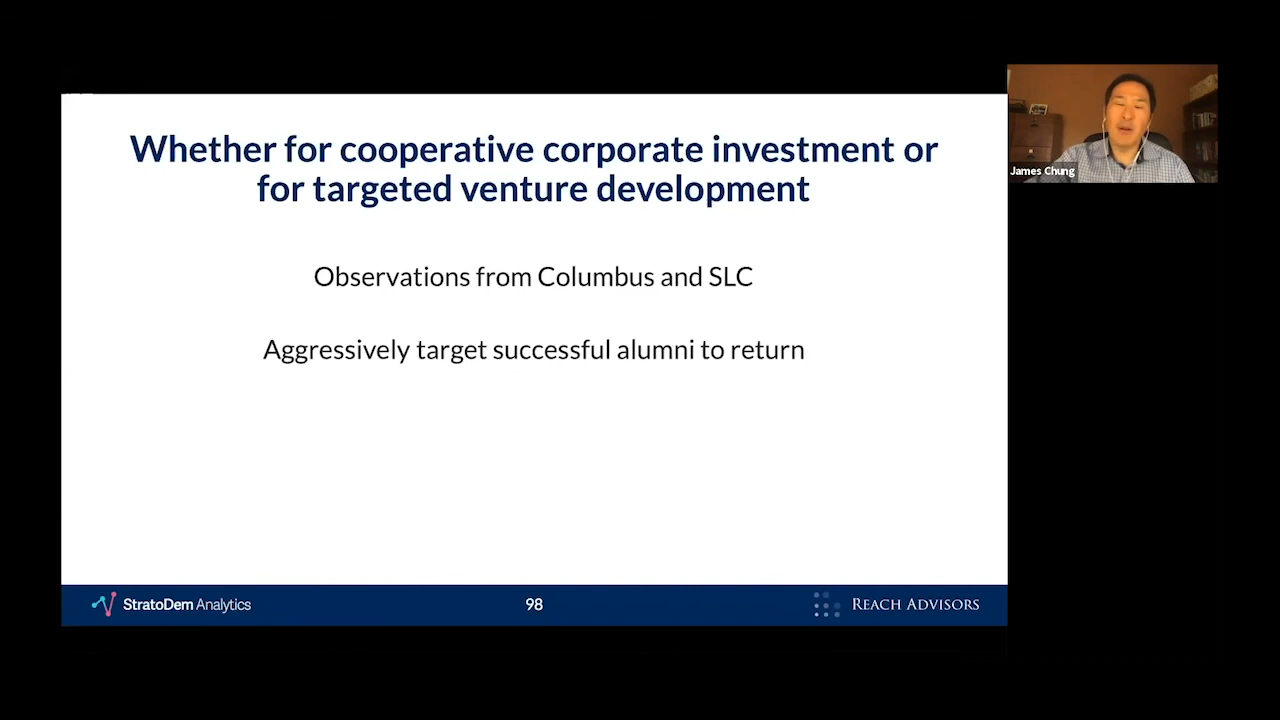 Whether for cooperative corporate investment or
for targeted venture development
Observations from Columbus and SLC
Aggressively target successful alumni to return
StratoDem Analytics
98
REACH ADVISORS
James Chung